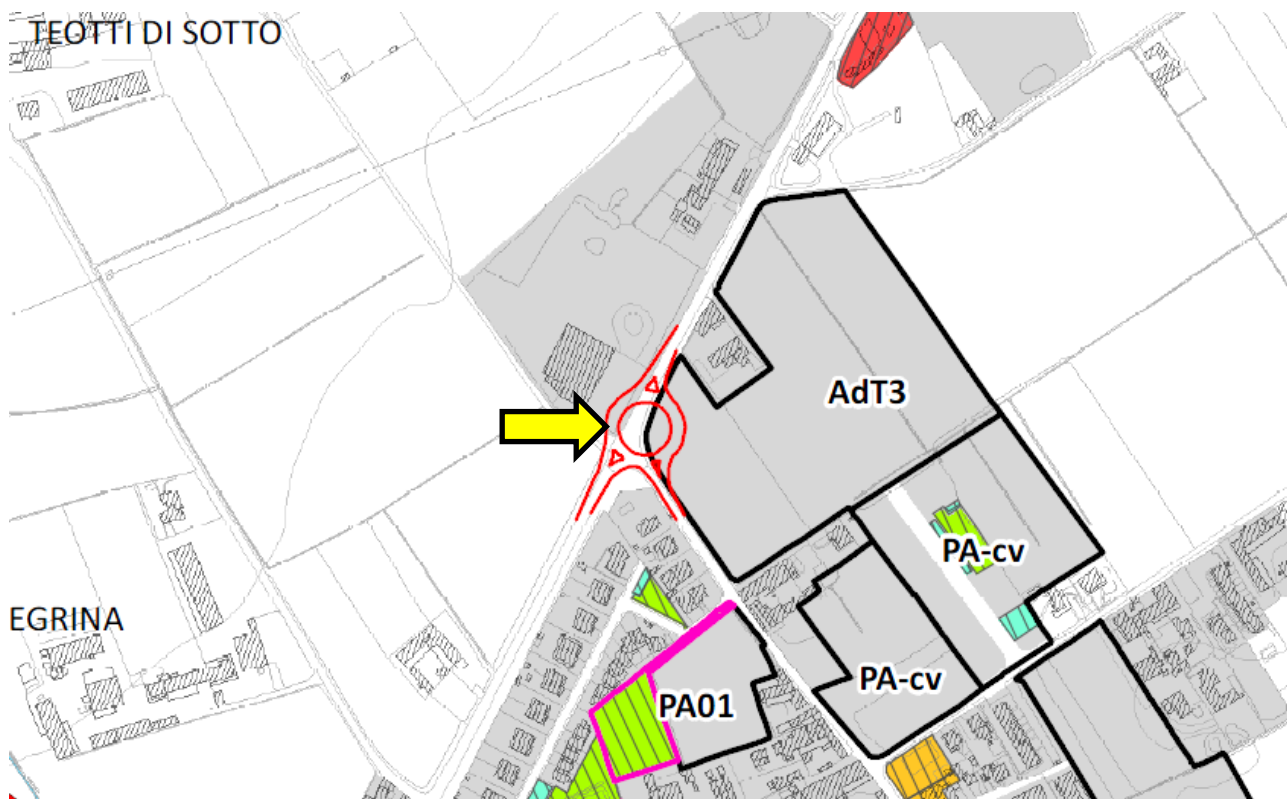 TEOTTI DI SOTTO
AdT3
PA-cv
EGRINA
PA-cv
PA01